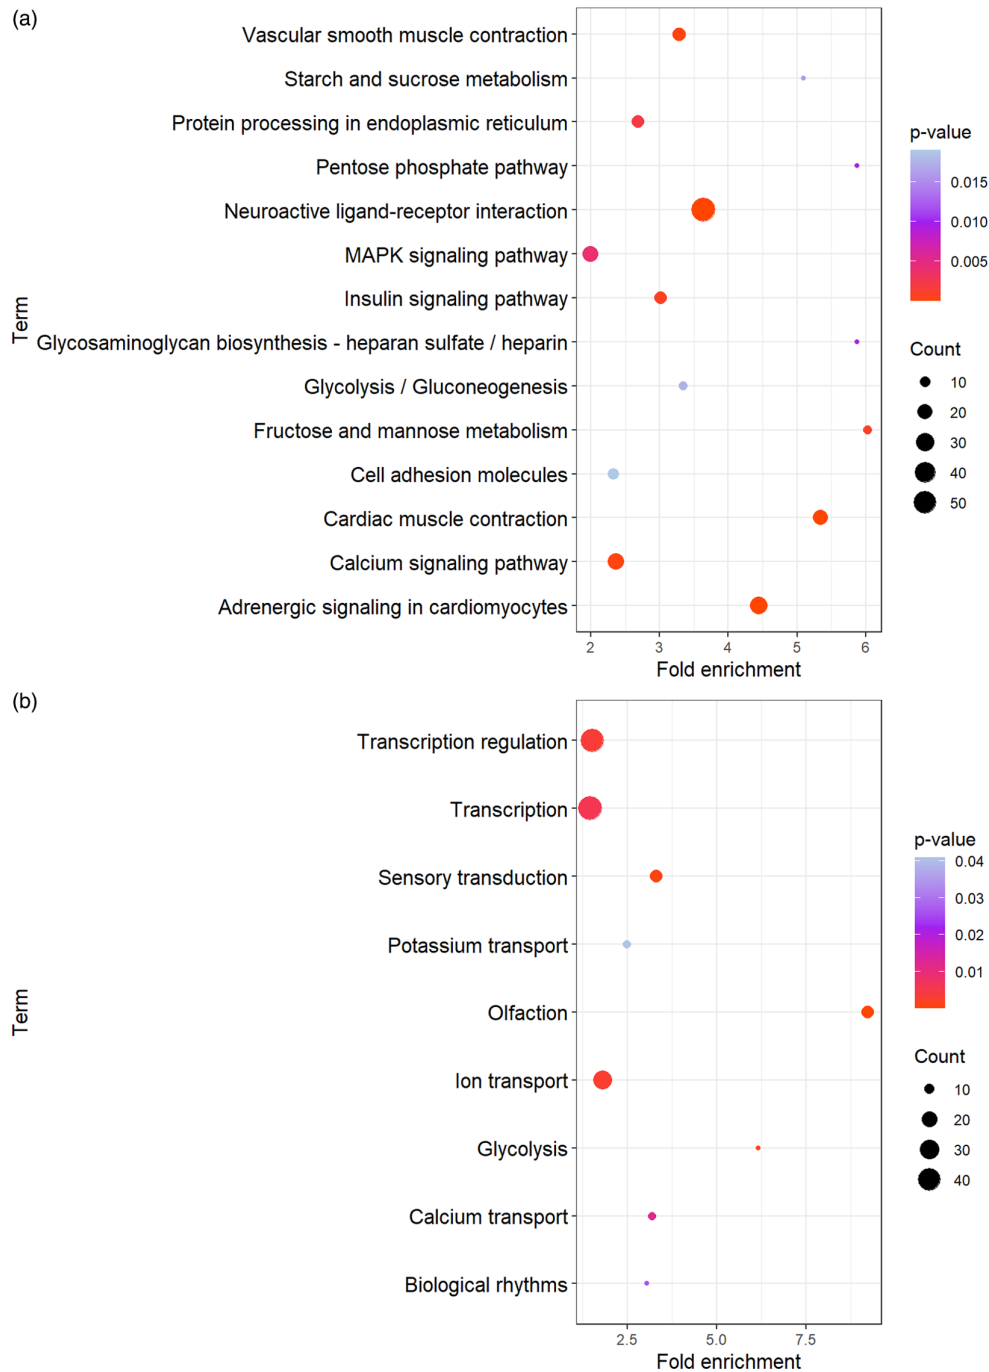 (a)
Vascular smooth muscle contraction
Starch and sucrose metabolism
Protein processing in endoplasmic reticulum
Pentose phosphate pathway
Neuroactive ligand-receptor interaction
MAPK signaling pathway
Insulin signaling pathway
Glycosaminoglycan biosynthesis - heparan sulfate / heparin
Glycolysis / Gluconeogenesis
Fructose and mannose metabolism
Cell adhesion molecules
Cardiac muscle contraction
Calcium signaling pathway
Adrenergic signaling in cardiomyocytes
Term
2 3 4 5 6
Fold enrichment
p-value
0.015
0.010
0.005
Count
10
20
30
40
50
(b)
Transcription regulation
Transcription
Sensory transduction
Potassium transport
Olfaction
Ion transport
Glycolysis
Calcium transport
Biological rhythms
Term
2.5 5.0 7.5
Fold enrichment
p-value
0.04
0.03
0.02
0.01
Count
10
20
30
40